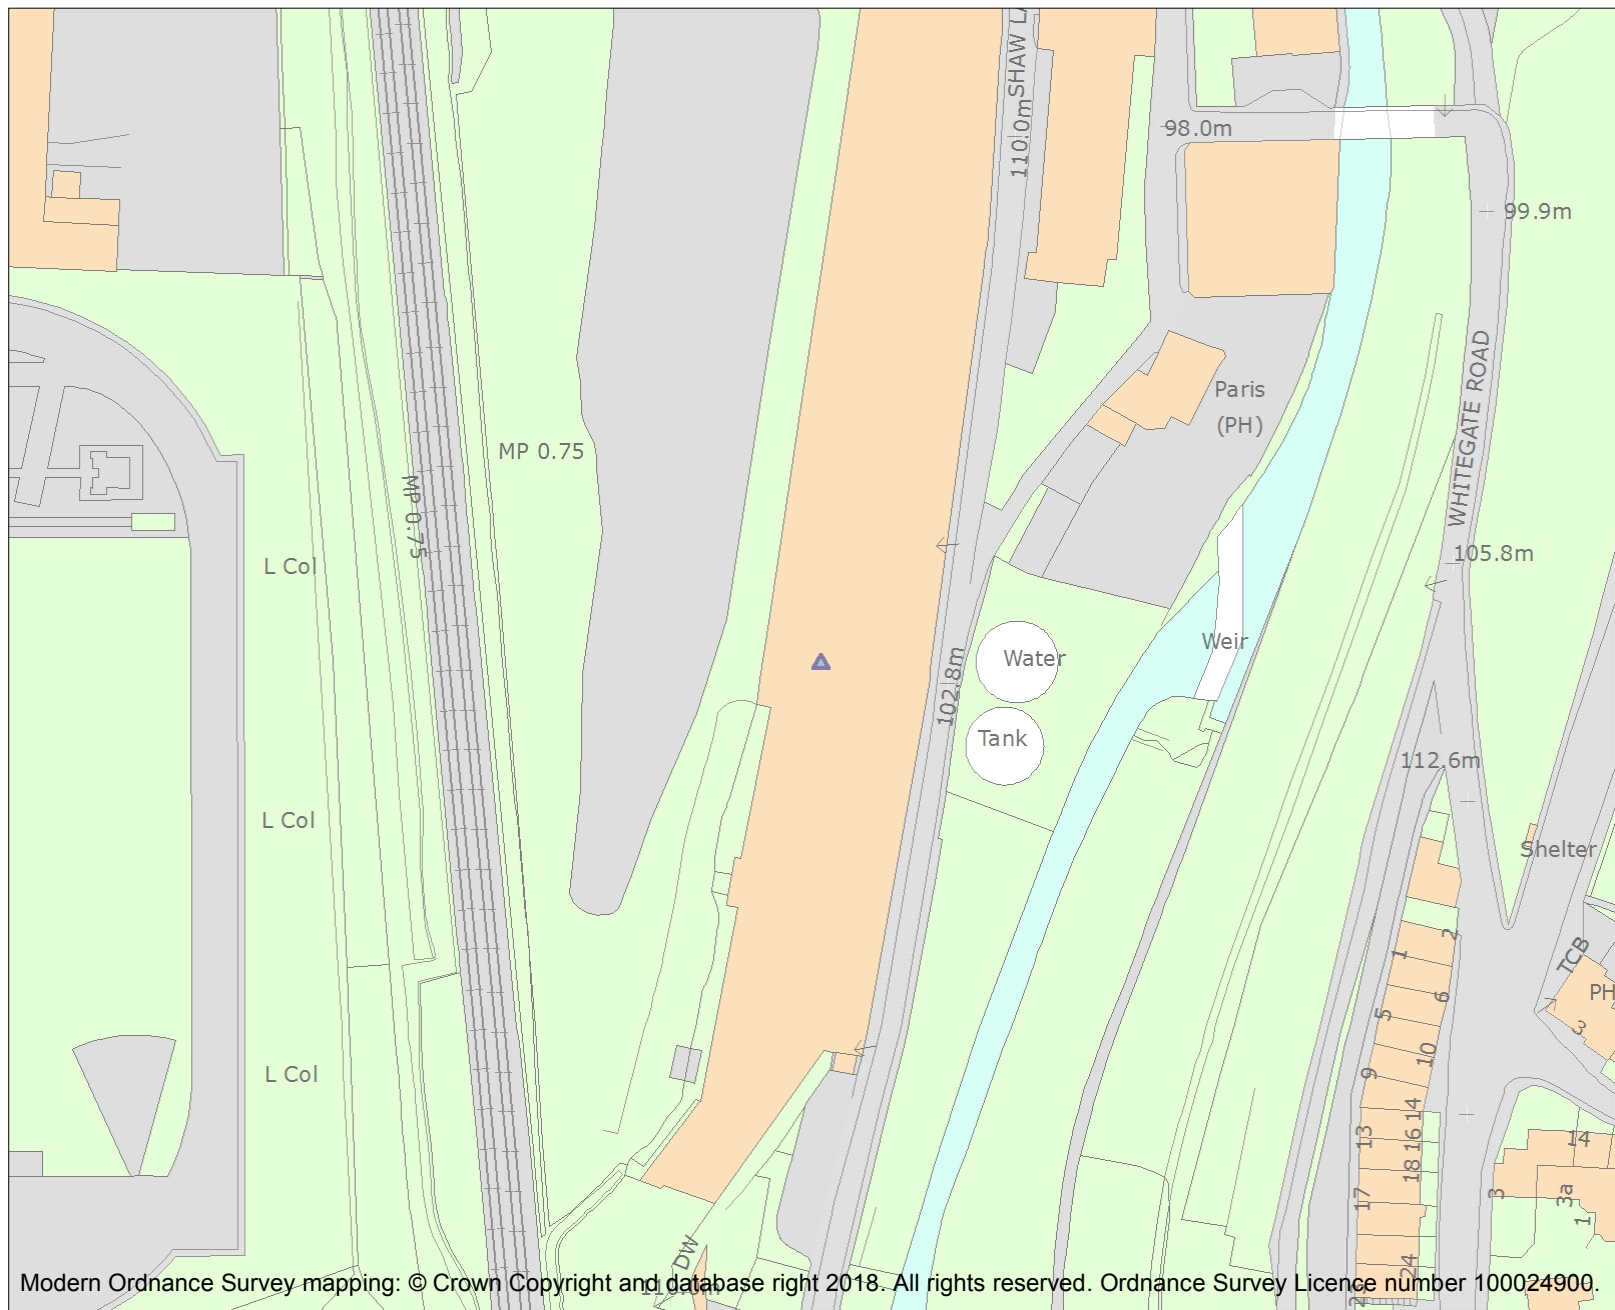 SHAW LA
110.0m
98.0m
99.9m
WHITEGATE ROAD
Paris
(PH)
MP 0.75
MP 0.75
L Col
105.8m
Weir
Water
102.8m
Tank
112.6m
L Col
Shelter
TCB
PH
2
1
6
5
3
10
9
L Col
14
13
16
14
18
17
3
3a
1
DW
24
Modern Ordnance Survey mapping: © Crown Copyright and database right 2018. All rights reserved. Ordnance Survey Licence number 100024900.